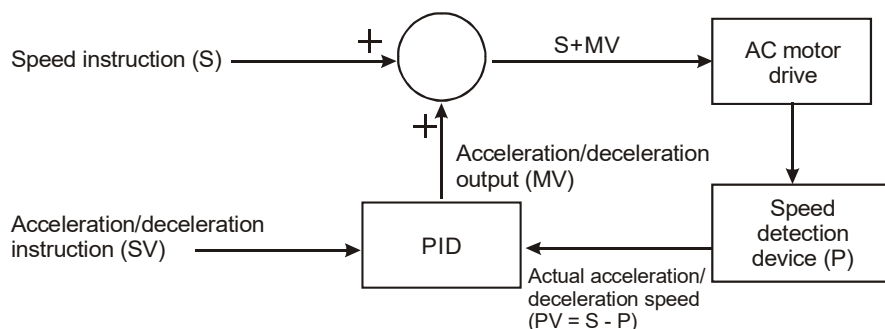 Speed instruction (S)
+
S+MV
AC motor
drive
+
Acceleration/deceleration
output (MV)
Acceleration/deceleration
instruction (SV)
PID
Speed
detection
device (P)
Actual acceleration/
deceleration speed
(PV = S - P)